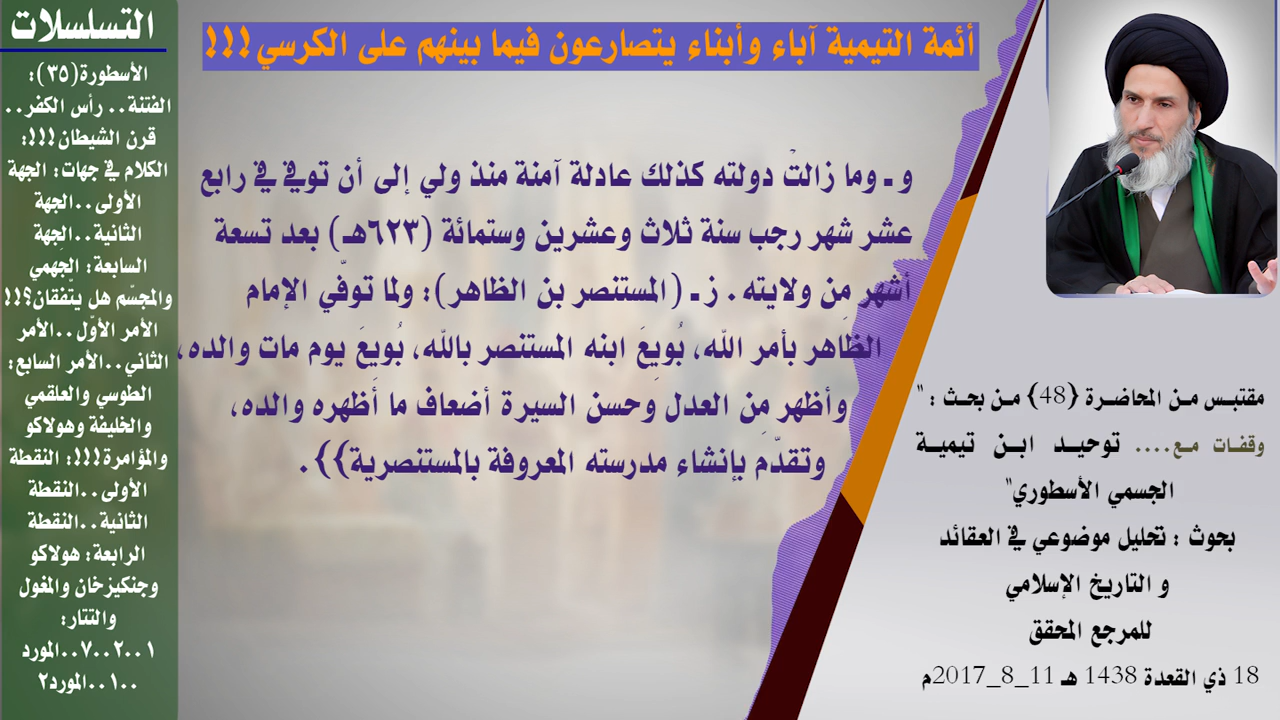 أئمة التيمية آباء وأبناء يتصارعون فيما بينهم على الكرسي!!!
و ـ وما زالتْ دولته كذلك عادلة آمنة منذ ولي إلى أن توفي في رابع
عشر شهر رجب سنة ثلاث وعشرين وستمائة (٦٢٣هـ) بعد تسعة
أشهرٍ مِن ولايته . ز ـ (المستنصر بن الظاهر): ولما توفّي الإمام
الظاهر بأمر الله، بُويِعَ ابنه المستنصر بالله، بُويِعَ يوم مات والده،
وأظهر مِن العدل وحسن السيرة أضعاف ما أظهره والده،
وتقدّم بإنشاء مدرسته المعروفة بالمستنصرية}}.
مقتبس من المحاضرة {48} من بحث : "
وقفات مع.... توحيد ابن تيمية
الجسمي الأسطوري"
بحوث : تحليل موضوعي في العقائد
و التاريخ الإسلامي
للمرجع المحقق
18 ذي القعدة 1438 هـ 11_8_2017م
التسلسلات
الأسطورة(٣٥):
الفتنة.. رأس الكفر..
قرن الشيطان!!!:
الكلام في جهات: الجهة
الأولى..الجهة
الثانية..الجهة
السابعة: الجهمي
والمجسّم هل يتّفقان؟!!
الأمر الأوّل..الأمر
الثاني..الأمر السابع:
الطوسي والعلقمي
والخليفة وهولاكو
والمؤامرة!!!: النقطة
الأولى..النقطة
الثانية..النقطة
الرابعة: هولاكو
وجنكيزخان والمغول
والتتار:
١..٢..٧..المورد
١..٠..المورد٢